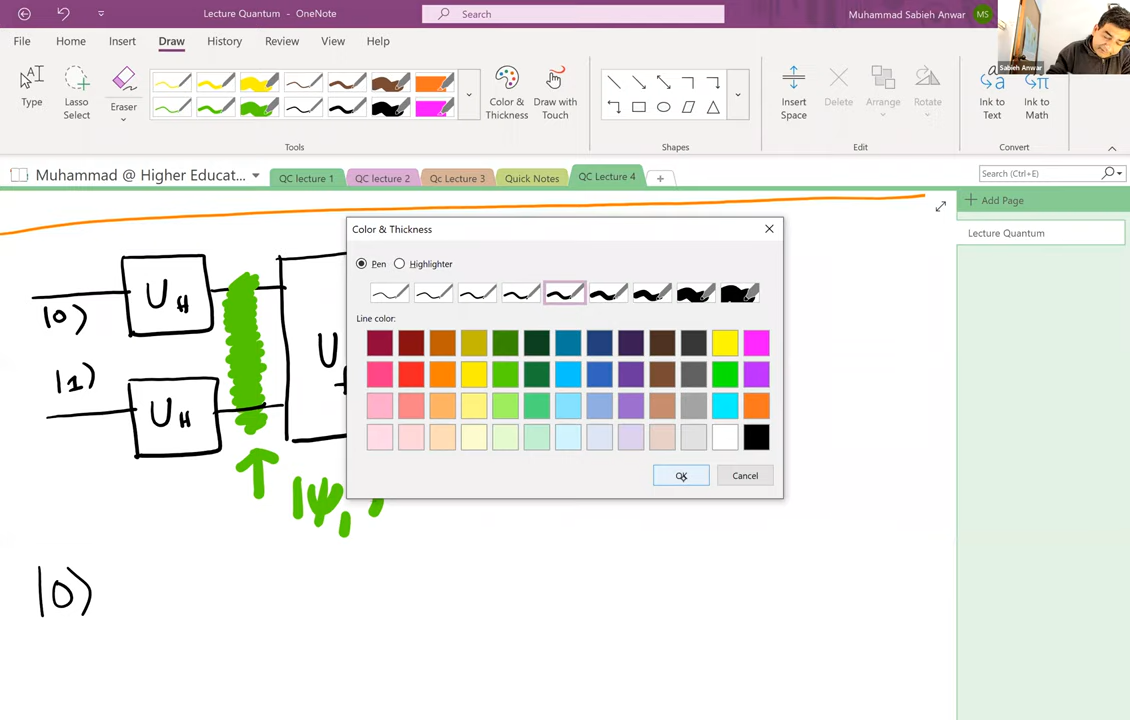 Lecture Quantum - OneNote
Search
Muhammad Sabieh Anwar
MS
Sabieh Anwar
File Home Insert Draw History Review View Help
Type
Lasso Select
Eraser
Color & Thickness
Draw with Touch
Insert Space
Delete
Arrange
Rotate
Ink to Text
Ink to Math
Tools
Shapes
Edit
Convert
Muhammad @ Higher Educat...
QC lecture 1
QC lecture 2
Qc Lecture 3
Quick Notes
QC Lecture 4
Search (Ctrl+E)
Add Page
Lecture Quantum
Color & Thickness
Pen
Highlighter
Line color:
OK
Cancel
|0⟩
U_H
U
|1⟩
U_H
|ψ₁
|0⟩